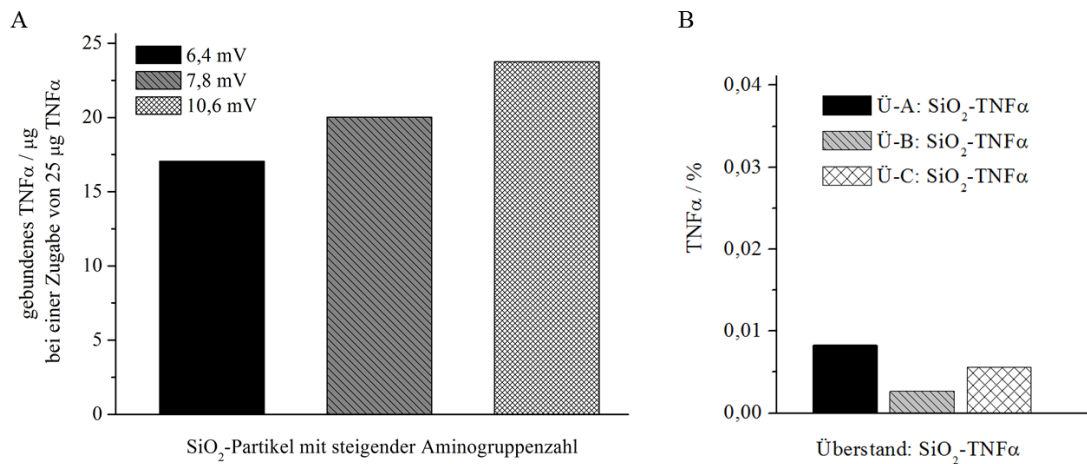 A
gebundenes TNFα / µg
bei einer Zugabe von 25 µg TNFα
25
20
15
10
5
0
6,4 mV
7,8 mV
10,6 mV
SiO₂-Partikel mit steigender Aminogruppenzahl
B
TNFα / %
0,04
0,03
0,02
0,01
0,00
Ü-A: SiO₂-TNFα
Ü-B: SiO₂-TNFα
Ü-C: SiO₂-TNFα
Überstand: SiO₂-TNFα